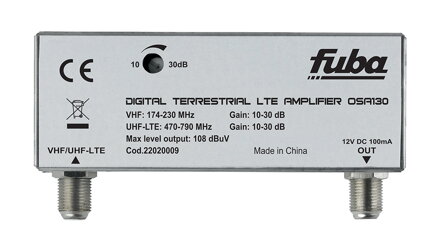 fuba
CE
10 30dB
DIGITAL TERRESTRIAL LTE AMPLIFIER OSA130
VHF: 174-230 MHz Gain: 10-30 dB
UHF-LTE: 470-790 MHz Gain: 10-30 dB
Max level output: 108 dBuV
Cod.22020009 Made in China
VHF/UHF-LTE
12V DC 100mA
OUT